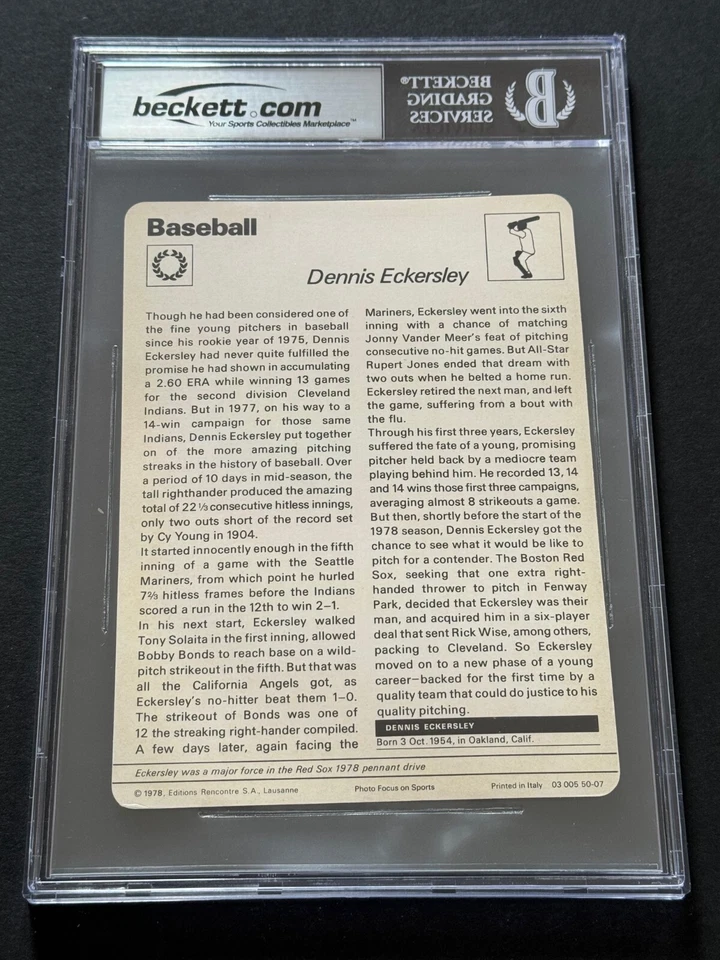 beckett.com
Your Sports Collectibles Marketplace™
BECKETT®
GRADING
SERVICES
B
Baseball
Dennis Eckersley
Though he had been considered one of
the fine young pitchers in baseball
since his rookie year of 1975, Dennis
Eckersley had never quite fulfilled the
promise he had shown in accumulating
a 2.60 ERA while winning 13 games
for the second division Cleveland
Indians. But in 1977, on his way to a
14-win campaign for those same
Indians, Dennis Eckersley put together
on of the more amazing pitching
streaks in the history of baseball. Over
a period of 10 days in mid-season, the
tall righthander produced the amazing
total of 22 ⅓ consecutive hitless innings,
only two outs short of the record set
by Cy Young in 1904.
It started innocently enough in the fifth
inning of a game with the Seattle
Mariners, from which point he hurled
7⅔ hitless frames before the Indians
scored a run in the 12th to win 2–1.
In his next start, Eckersley walked
Tony Solaita in the first inning, allowed
Bobby Bonds to reach base on a wild-
pitch strikeout in the fifth. But that was
all the California Angels got, as
Eckersley's no-hitter beat them 1–0.
The strikeout of Bonds was one of
12 the streaking right-hander compiled.
A few days later, again facing the
Mariners, Eckersley went into the sixth
inning with a chance of matching
Jonny Vander Meer's feat of pitching
consecutive no-hit games. But All-Star
Rupert Jones ended that dream with
two outs when he belted a home run.
Eckersley retired the next man, and left
the game, suffering from a bout with
the flu.
Through his first three years, Eckersley
suffered the fate of a young, promising
pitcher held back by a mediocre team
playing behind him. He recorded 13, 14
and 14 wins those first three campaigns,
averaging almost 8 strikeouts a game.
But then, shortly before the start of the
1978 season, Dennis Eckersley got the
chance to see what it would be like to
pitch for a contender. The Boston Red
Sox, seeking that one extra right-
handed thrower to pitch in Fenway
Park, decided that Eckersley was their
man, and acquired him in a six-player
deal that sent Rick Wise, among others,
packing to Cleveland. So Eckersley
moved on to a new phase of a young
career—backed for the first time by a
quality team that could do justice to his
quality pitching.
DENNIS ECKERSLEY
Born 3 Oct. 1954, in Oakland, Calif.
Eckersley was a major force in the Red Sox 1978 pennant drive
© 1978, Editions Rencontre S.A., Lausanne Photo Focus on Sports Printed in Italy 03 005 50-07